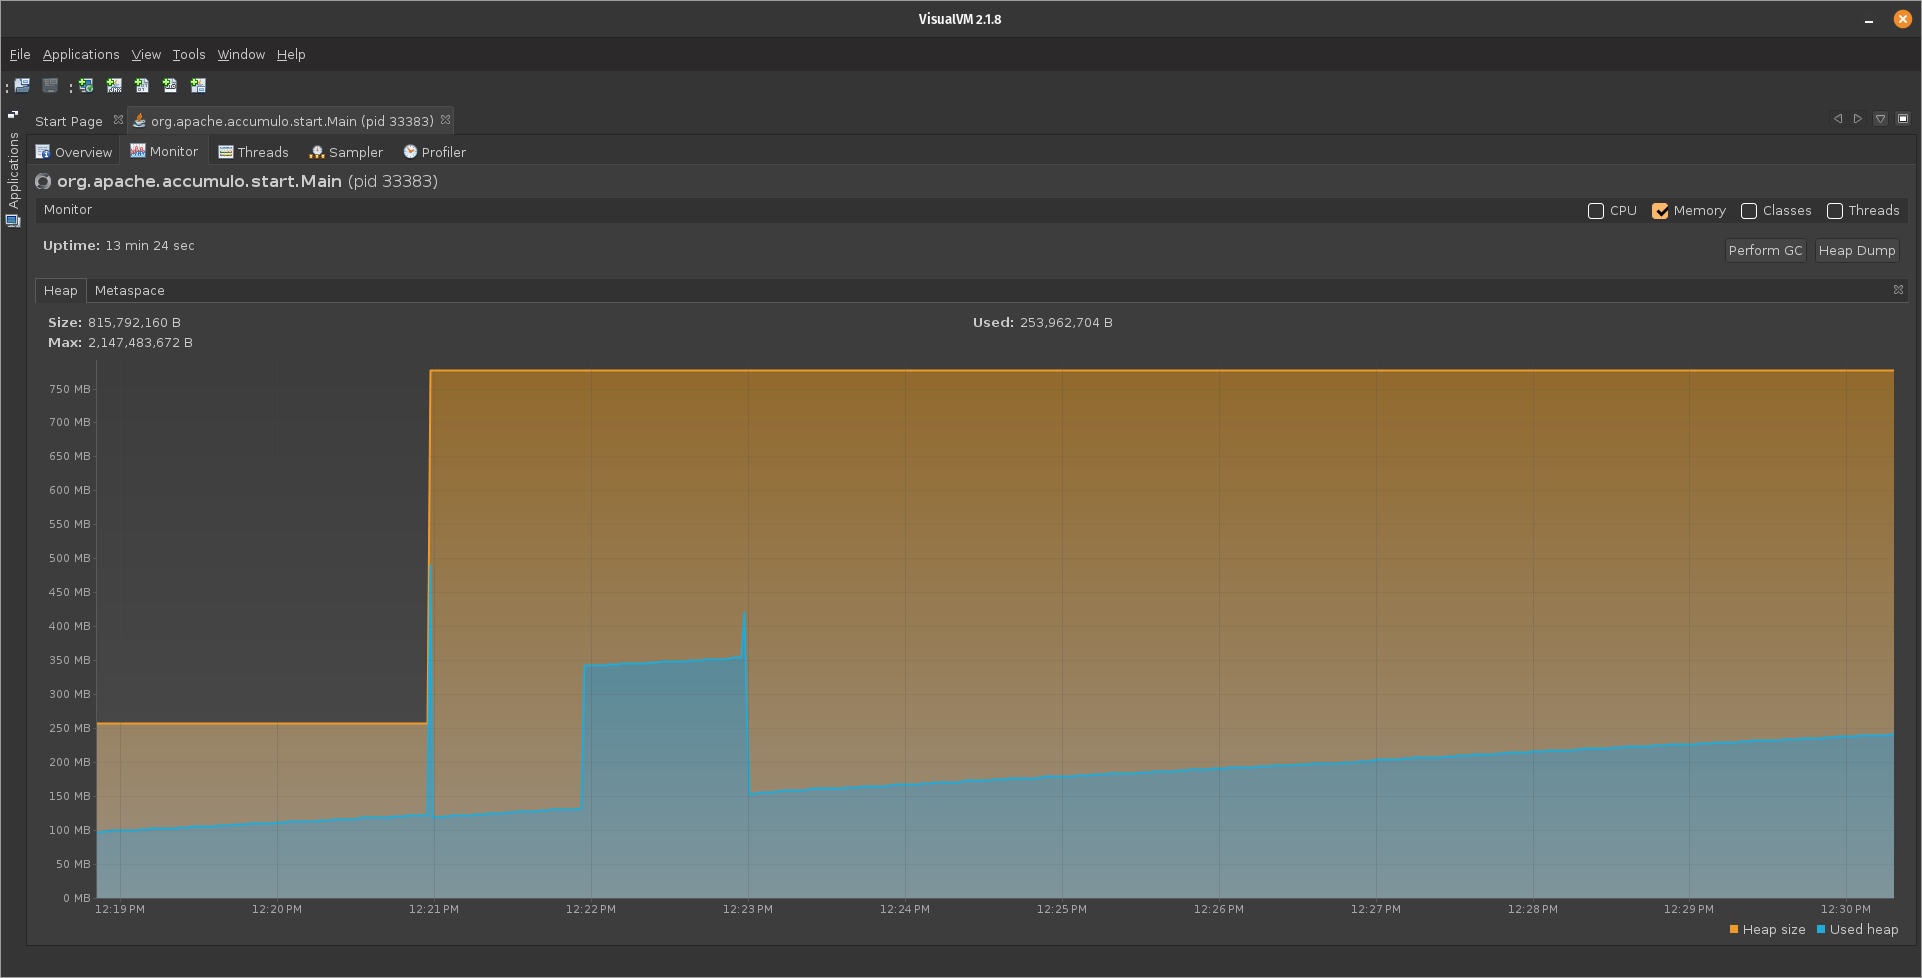 VisualVM 2.1.8
File Applications View Tools Window Help
Applications
Start Page org.apache.accumulo.start.Main (pid 33383)
Overview Monitor Threads Sampler Profiler
org.apache.accumulo.start.Main (pid 33383)
Monitor CPU Memory Classes Threads
Uptime: 13 min 24 sec Perform GC Heap Dump
Heap Metaspace
Size: 815,792,160 B Used: 253,962,704 B
Max: 2,147,483,672 B
750 MB
700 MB
650 MB
600 MB
550 MB
500 MB
450 MB
400 MB
350 MB
300 MB
250 MB
200 MB
150 MB
100 MB
50 MB
0 MB
12:19 PM 12:20 PM 12:21 PM 12:22 PM 12:23 PM 12:24 PM 12:25 PM 12:26 PM 12:27 PM 12:28 PM 12:29 PM 12:30 PM
Heap size Used heap